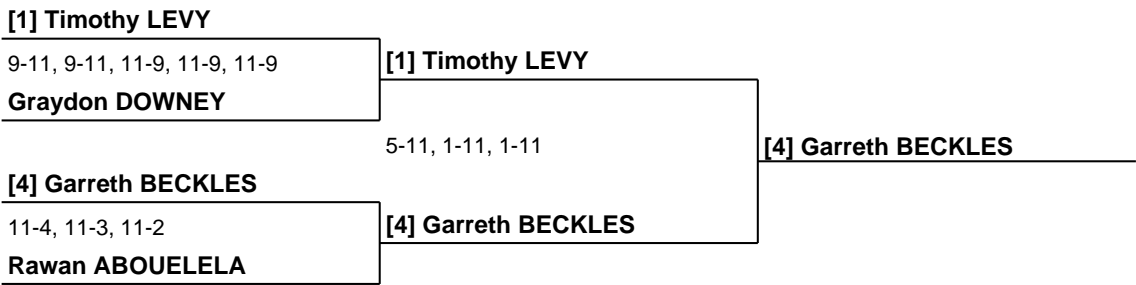 [1] Timothy LEVY
9-11, 9-11, 11-9, 11-9, 11-9
Graydon DOWNEY
[1] Timothy LEVY
5-11, 1-11, 1-11
[4] Garreth BECKLES
[4] Garreth BECKLES
11-4, 11-3, 11-2
Rawan ABOUELELA
[4] Garreth BECKLES